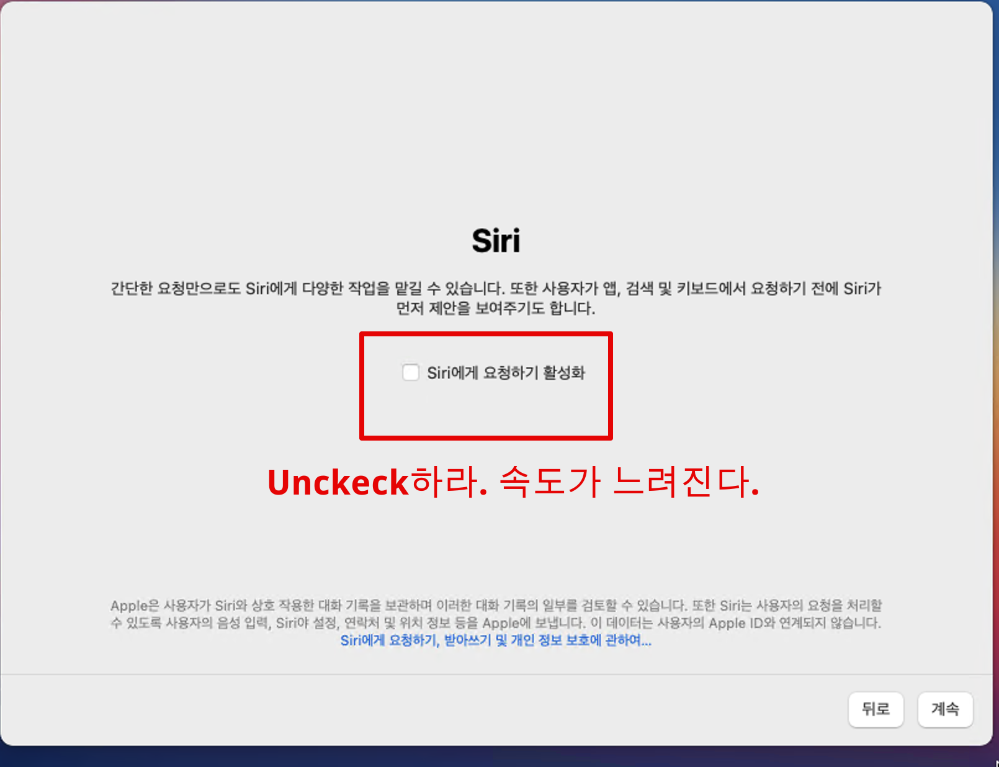 Siri
간단한 요청만으로도 Siri에게 다양한 작업을 맡길 수 있습니다. 또한 사용자가 앱, 검색 및 키보드에서 요청하기 전에 Siri가
먼저 제안을 보여주기도 합니다.
Siri에게 요청하기 활성화
Unckeck하라. 속도가 느려진다.
Apple은 사용자가 Siri와 상호 작용한 대화 기록을 보관하며 이러한 대화 기록의 일부를 검토할 수 있습니다. 또한 Siri는 사용자의 요청을 처리할
수 있도록 사용자의 음성 입력, Siri야 설정, 연락처 및 위치 정보 등을 Apple에 보냅니다. 이 데이터는 사용자의 Apple ID와 연계되지 않습니다.
Siri에게 요청하기, 받아쓰기 및 개인 정보 보호에 관하여...
뒤로
계속